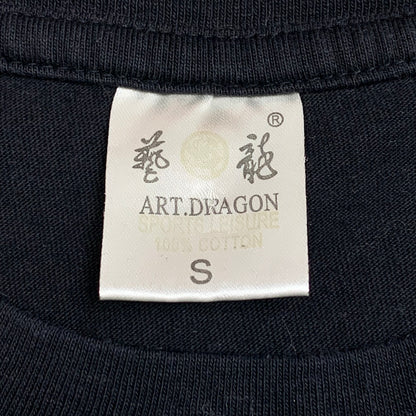 ®
藝 龍
ART.DRAGON
SPORTS LEISURE
100% COTTON
S